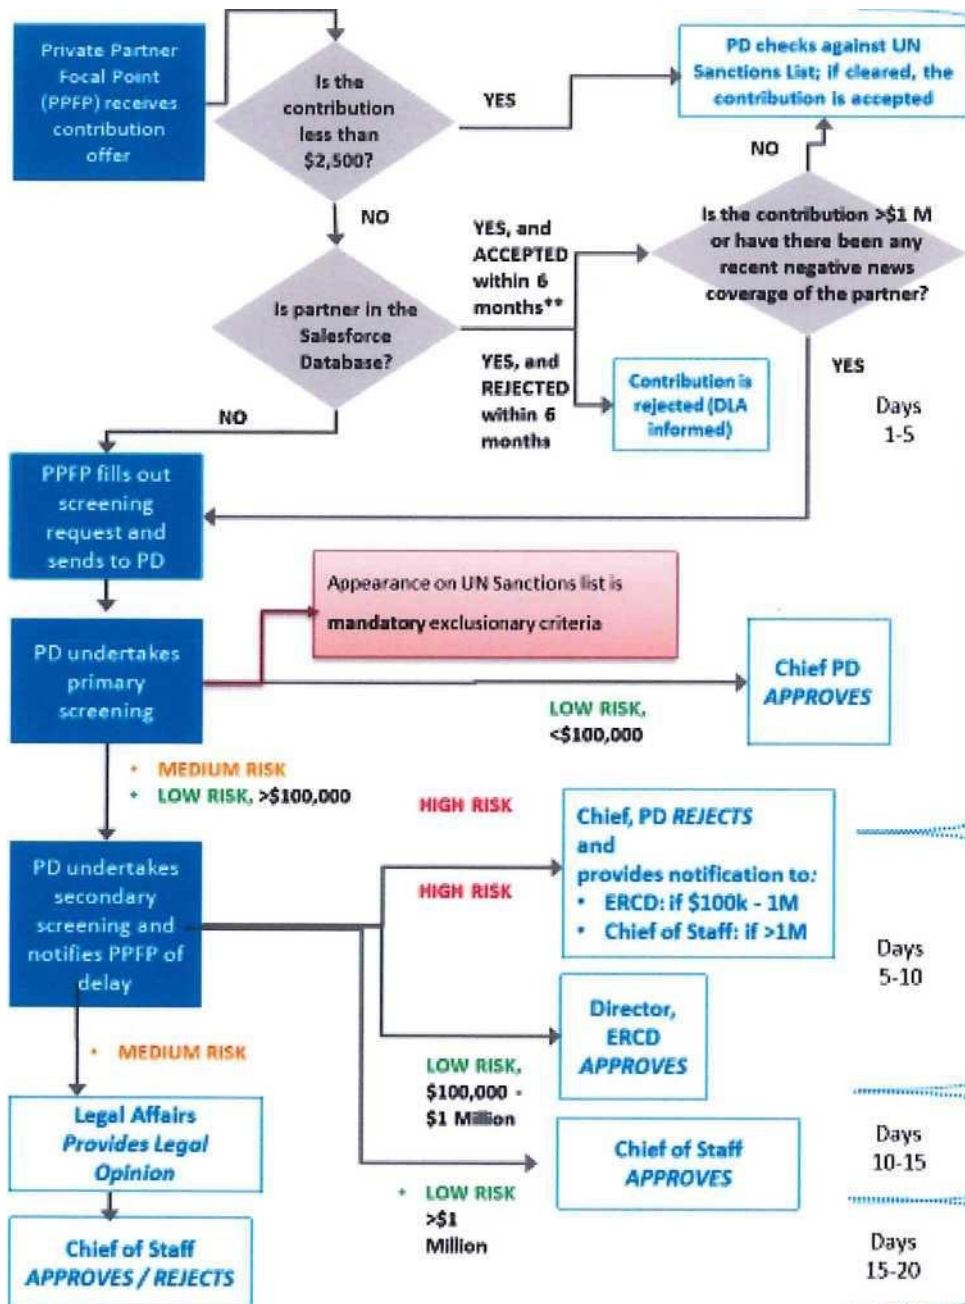 Private Partner
Focal Point
(PPFP) receives
contribution
offer
Is the
contribution
less than
$2,500?
YES
PD checks against UN
Sanctions List; if cleared, the
contribution is accepted
NO
NO
Is the contribution >$1 M
or have there been any
recent negative news
coverage of the partner?
YES, and
ACCEPTED
within 6
months**
Is partner in the
Salesforce
Database?
YES, and
REJECTED
within 6
months
Contribution is
rejected (DLA
informed)
YES
Days
1-5
NO
PPFP fills out
screening
request and
sends to PD
Appearance on UN Sanctions list is
mandatory exclusionary criteria
PD undertakes
primary
screening
Chief PD
APPROVES
LOW RISK,
<$100,000
• MEDIUM RISK
• LOW RISK, >$100,000
HIGH RISK
Chief, PD REJECTS
and
provides notification to:
• ERCD: if $100k - 1M
• Chief of Staff: if >1M
HIGH RISK
PD undertakes
secondary
screening and
notifies PPFP of
delay
Days
5-10
Director,
ERCD
APPROVES
• MEDIUM RISK
LOW RISK,
$100,000 -
$1 Million
Legal Affairs
Provides Legal
Opinion
Chief of Staff
APPROVES
Days
10-15
• LOW RISK
>$1
Million
Chief of Staff
APPROVES / REJECTS
Days
15-20